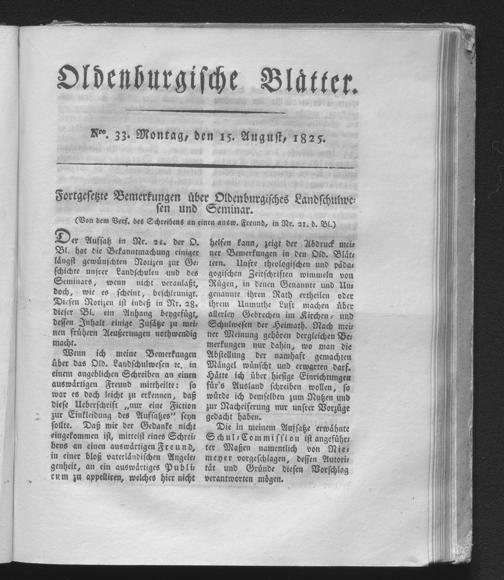 Oldenburgische Blätter.
Nro. 33. Montag, den 15. August, 1825.
Fortgesetzte Bemerkungen über Oldenburgisches Landschulwe-
sen und Seminar.
(Von dem Verf. des Schreibens an einen ausw. Freund, in Nr. 21. d. Bl.)
Der Aufsatz in Nr. 24. der O.
Bl. hat die Bekanntmachung einiger
längst gewünschten Notizen zur Ge-
schichte unsrer Landschulen und des
Seminars, wenn nicht veranlaßt,
doch, wie es scheint, beschleunigt.
Diesen Notizen ist indeß in Nr. 28.
dieser Bl. ein Anhang beygefügt,
dessen Inhalt einige Zusätze zu mei-
nen frühern Aeußerungen nothwendig
macht.
Wenn ich meine Bemerkungen
über das Old. Landschulwesen ꝛc. in
einem angeblichen Schreiben an einen
auswärtigen Freund mittheilte: so
war es doch leicht zu erkennen, daß
diese Ueberschrift „nur eine Fiction
zur Einkleidung des Aufsatzes“ seyn
sollte. Daß mir der Gedanke nicht
eingekommen ist, mittelst eines Schrei-
bens an einen auswärtigen Freund,
in einer bloß vaterländischen Angele-
genheit, an ein auswärtiges Publi
cum zu appelliren, welches hier nicht
helfen kann, zeigt der Abdruck mei-
ner Bemerkungen in den Old. Blät-
tern. Unsre theologischen und päda-
gogischen Zeitschriften wimmeln von
Rügen, in denen Genannte und Un-
genannte ihren Rath ertheilen oder
ihrem Unmuthe Luft machen über
allerley Gebrechen im Kirchen- und
Schulwesen der Heimath. Nach mei-
ner Meinung gehören dergleichen Be-
merkungen nur dahin, wo man die
Abstellung der namhaft gemachten
Mängel wünscht und erwarten darf.
Hätte ich über hiesige Einrichtungen
für's Ausland schreiben wollen, so
würde ich demselben zum Nutzen und
zur Nacheiferung nur unsrer Vorzüge
gedacht haben.
Die in meinem Aufsatze erwähnte
Schul-Commission ist angeführ-
ter Maßen namentlich von Nie-
meyer vorgeschlagen, dessen Autori-
tät und Gründe diesen Vorschlag
verantworten mögen.